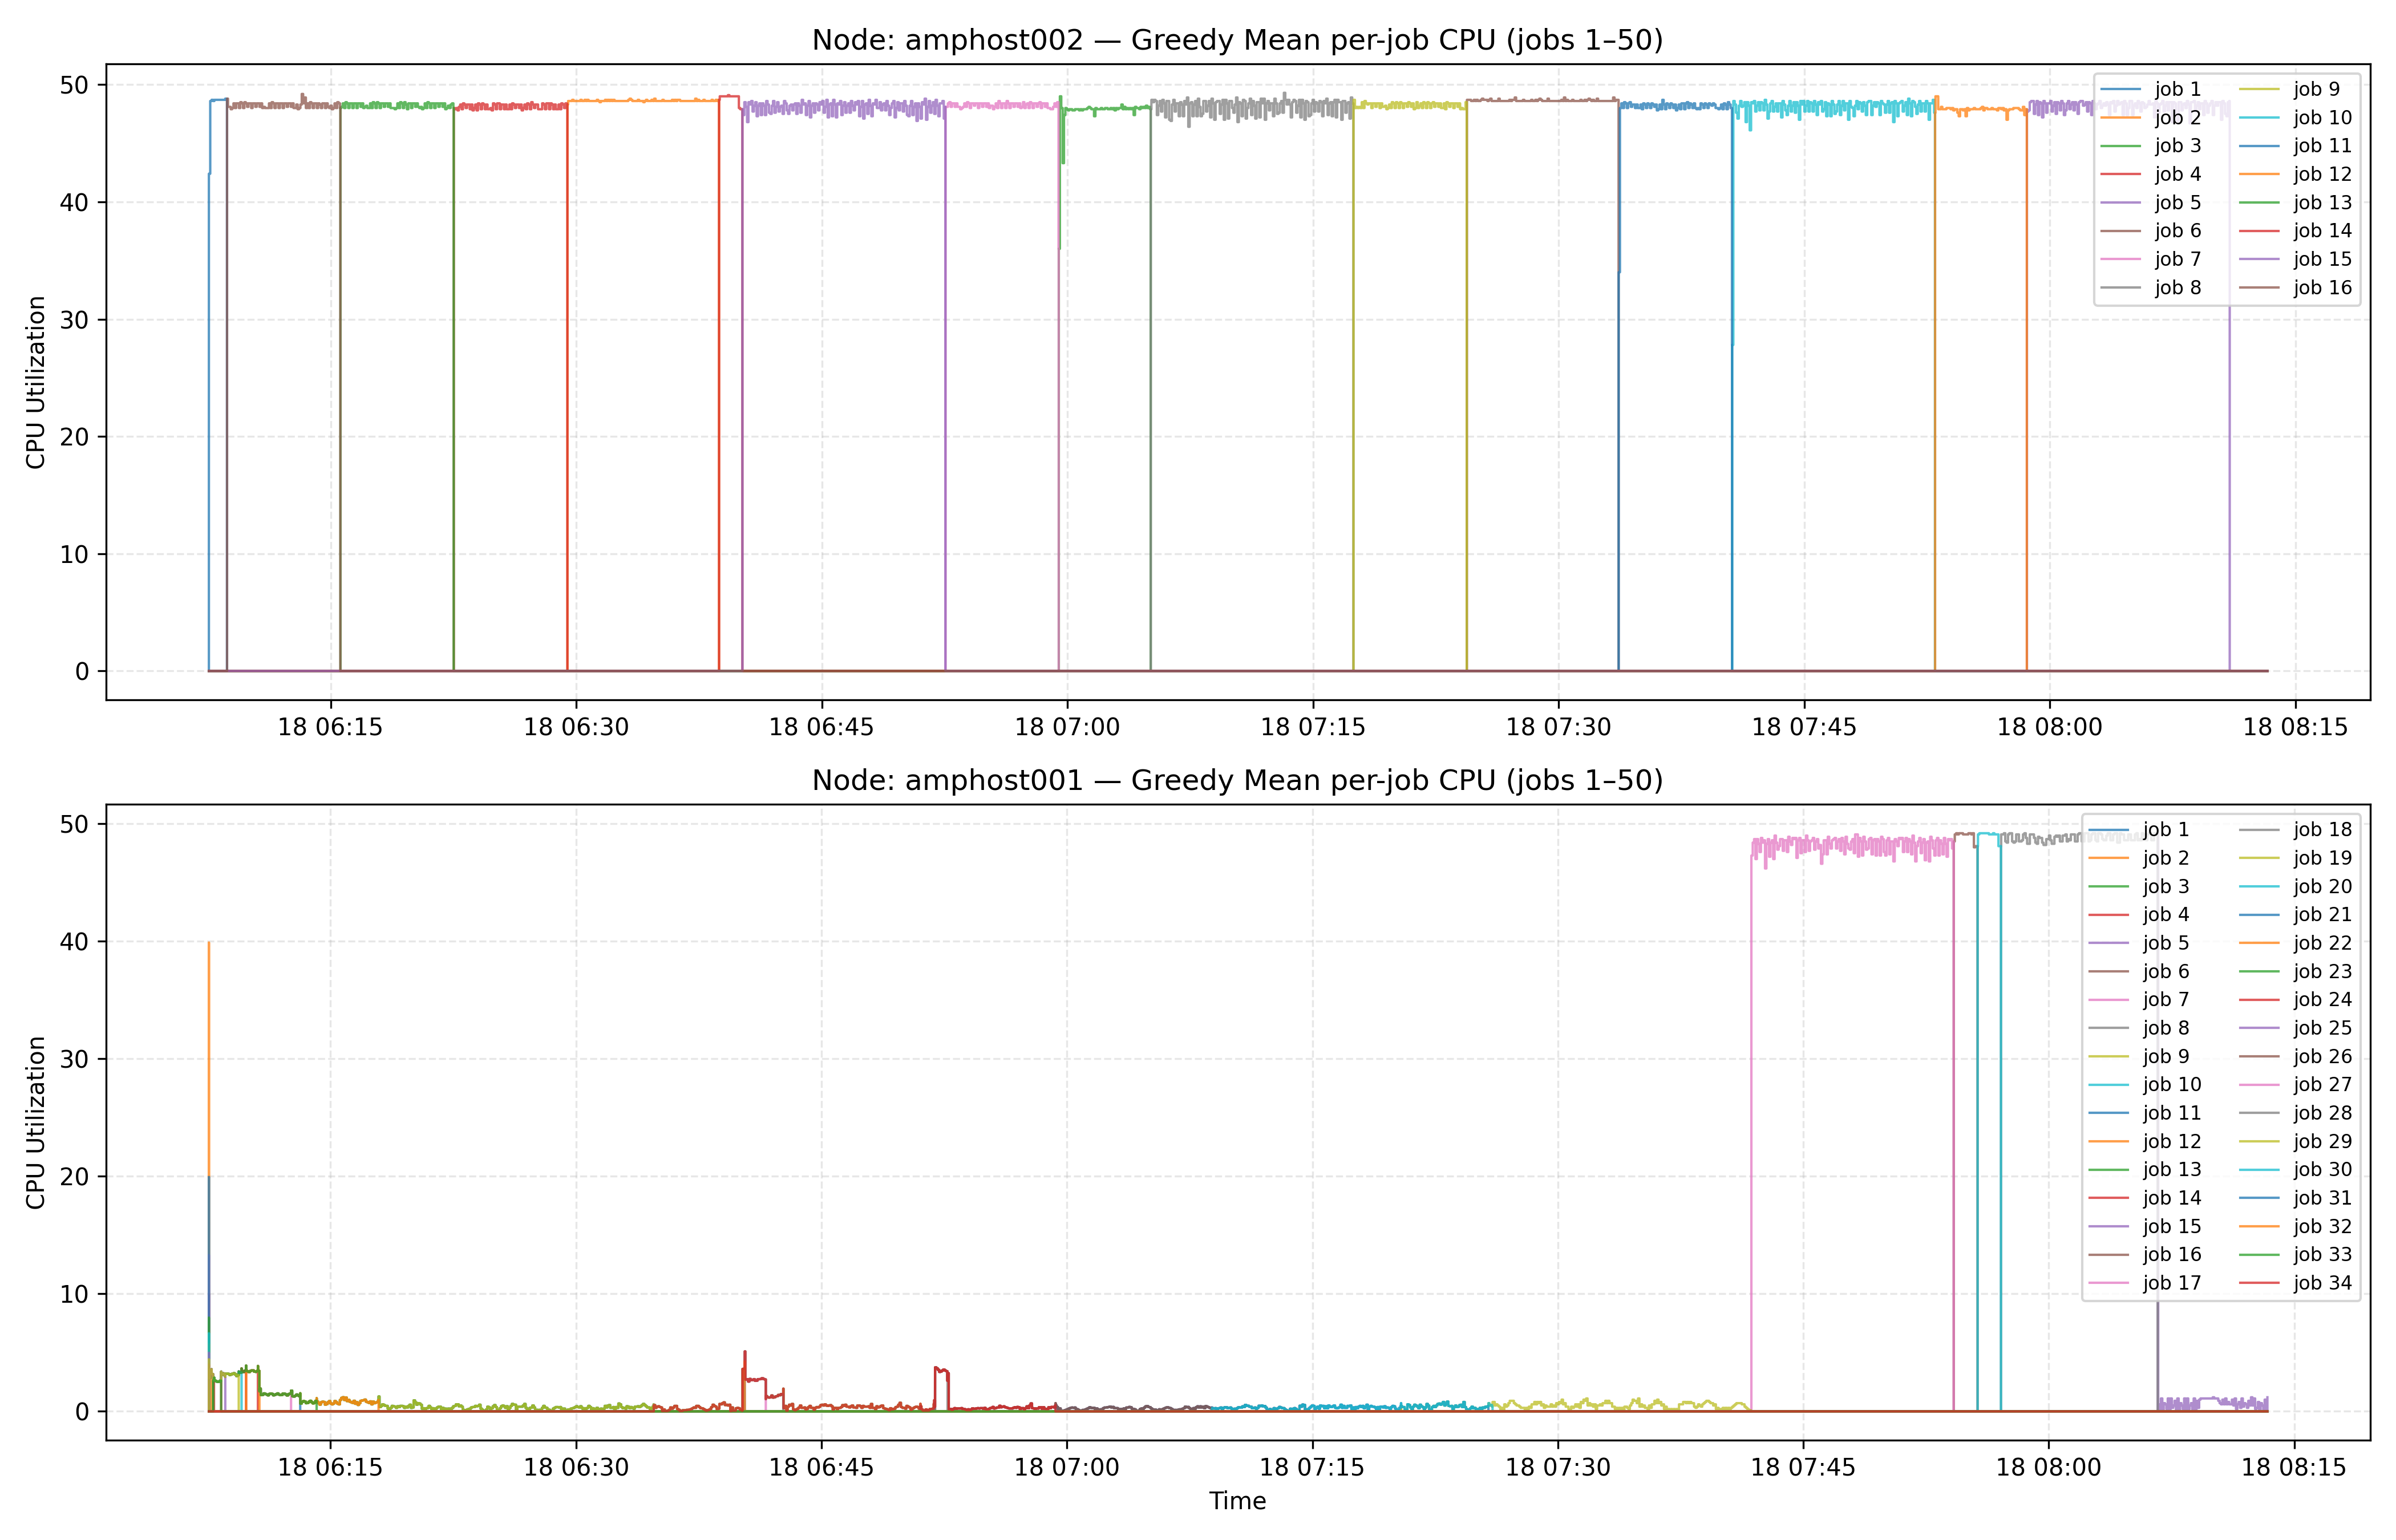 Node: amphost002 — Greedy Mean per-job CPU (jobs 1–50)
CPU Utilization
50
40
30
20
10
0
job 1
job 2
job 3
job 4
job 5
job 6
job 7
job 8
job 9
job 10
job 11
job 12
job 13
job 14
job 15
job 16
18 06:15 18 06:30 18 06:45 18 07:00 18 07:15 18 07:30 18 07:45 18 08:00 18 08:15
Node: amphost001 — Greedy Mean per-job CPU (jobs 1–50)
CPU Utilization
50
40
30
20
10
0
job 1
job 2
job 3
job 4
job 5
job 6
job 7
job 8
job 9
job 10
job 11
job 12
job 13
job 14
job 15
job 16
job 17
job 18
job 19
job 20
job 21
job 22
job 23
job 24
job 25
job 26
job 27
job 28
job 29
job 30
job 31
job 32
job 33
job 34
18 06:15 18 06:30 18 06:45 18 07:00 18 07:15 18 07:30 18 07:45 18 08:00 18 08:15
Time